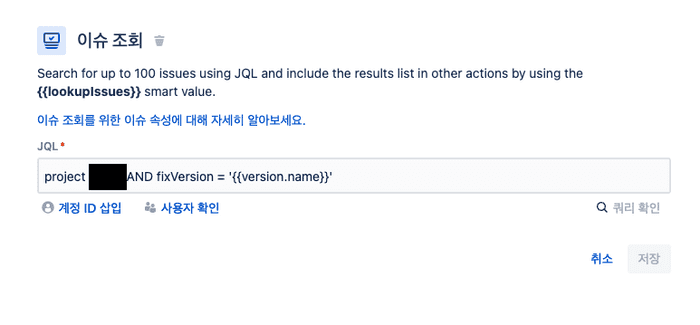 이슈 조회
Search for up to 100 issues using JQL and include the results list in other actions by using the
{{lookupIssues}} smart value.
이슈 조회를 위한 이슈 속성에 대해 자세히 알아보세요.
JQL*
project AND fixVersion = '{{version.name}}'
계정 ID 삽입 사용자 확인 쿼리 확인
취소 저장